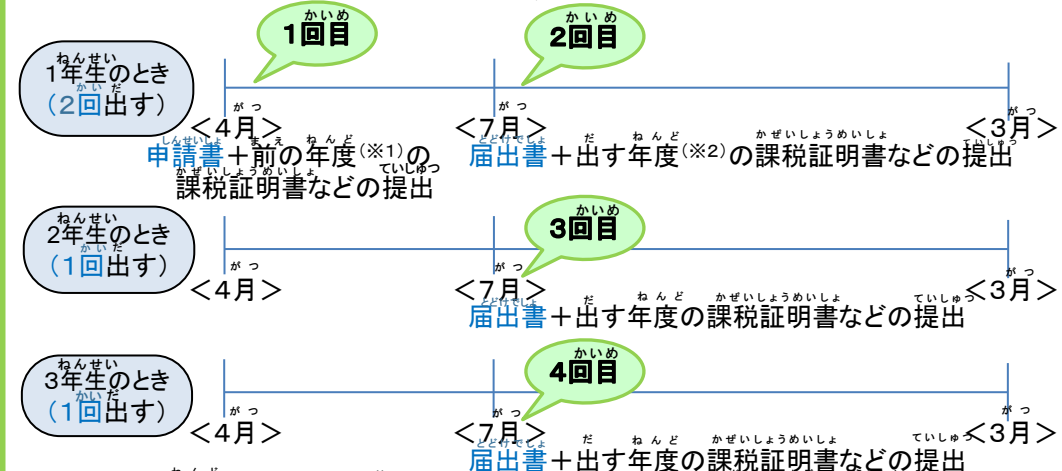 1回目
2回目
1年生のとき
(2回出す)
<4月>
<7月>
<3月>
申請書+前の年度(※1)の
課税証明書などの提出
届出書+出す年度(※2)の課税証明書などの提出
3回目
2年生のとき
(1回出す)
<4月>
<7月>
<3月>
届出書+出す年度の課税証明書などの提出
4回目
3年生のとき
(1回出す)
<4月>
<7月>
<3月>
届出書+出す年度の課税証明書などの提出